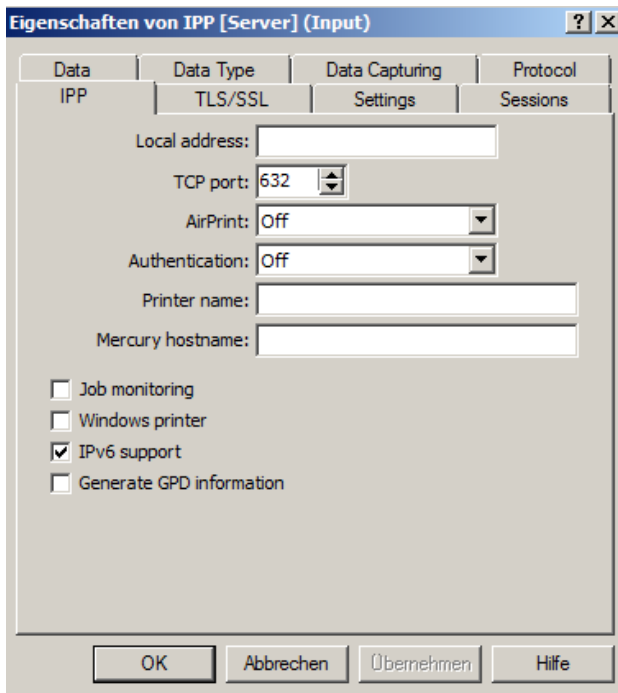 Eigenschaften von IPP [Server] (Input)
Data Data Type Data Capturing Protocol
IPP TLS/SSL Settings Sessions
Local address:
TCP port: 632
AirPrint: Off
Authentication: Off
Printer name:
Mercury hostname:
Job monitoring
Windows printer
IPv6 support
Generate GPD information
OK Abbrechen Übernehmen Hilfe